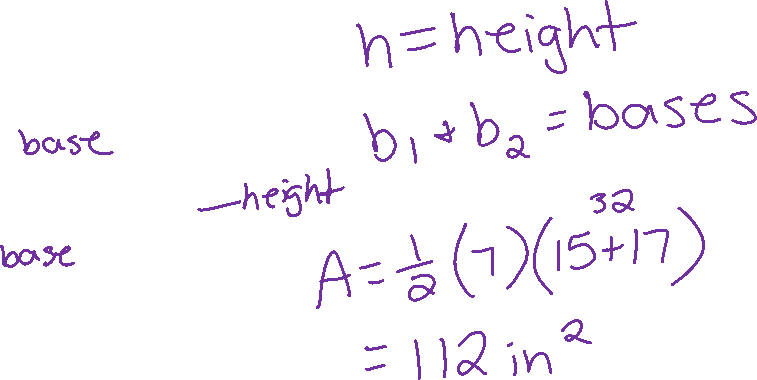 h = height
b₁ + b₂ = bases
base
height
base
32
A = 1/2 (7)(15+17)
= 112 in²